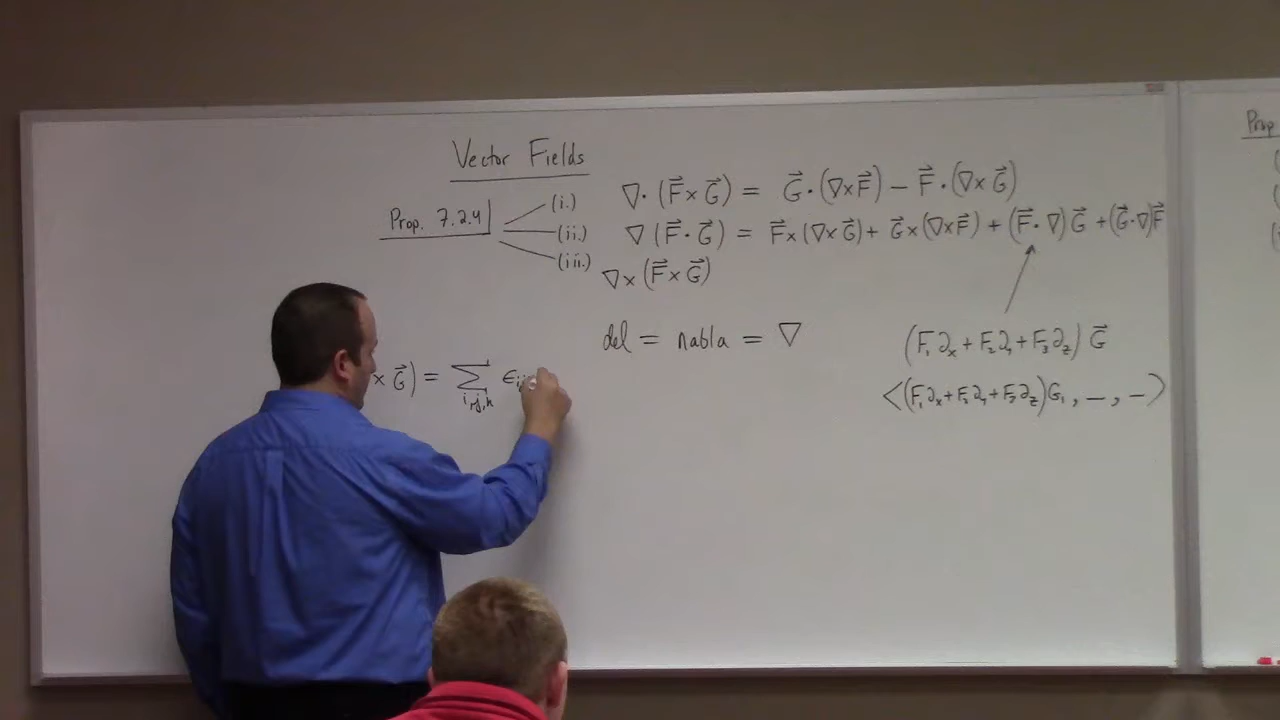 Vector Fields
Prop. 7.2.4
(i.) ∇·(F⃗×G⃗) = G⃗·(∇×F⃗) − F⃗·(∇×G⃗)
(ii.) ∇(F⃗·G⃗) = F⃗×(∇×G⃗) + G⃗×(∇×F⃗) + (F⃗·∇)G⃗ + (G⃗·∇)F⃗
(iii.) ∇×(F⃗×G⃗)
del = nabla = ∇
(F₁∂ₓ + F₂∂ᵧ + F₃∂_z) G⃗
<(F₁∂ₓ + F₂∂ᵧ + F₃∂_z)G₁, –, –>
× G⃗) = ∑ i,j,k ϵ
Prop